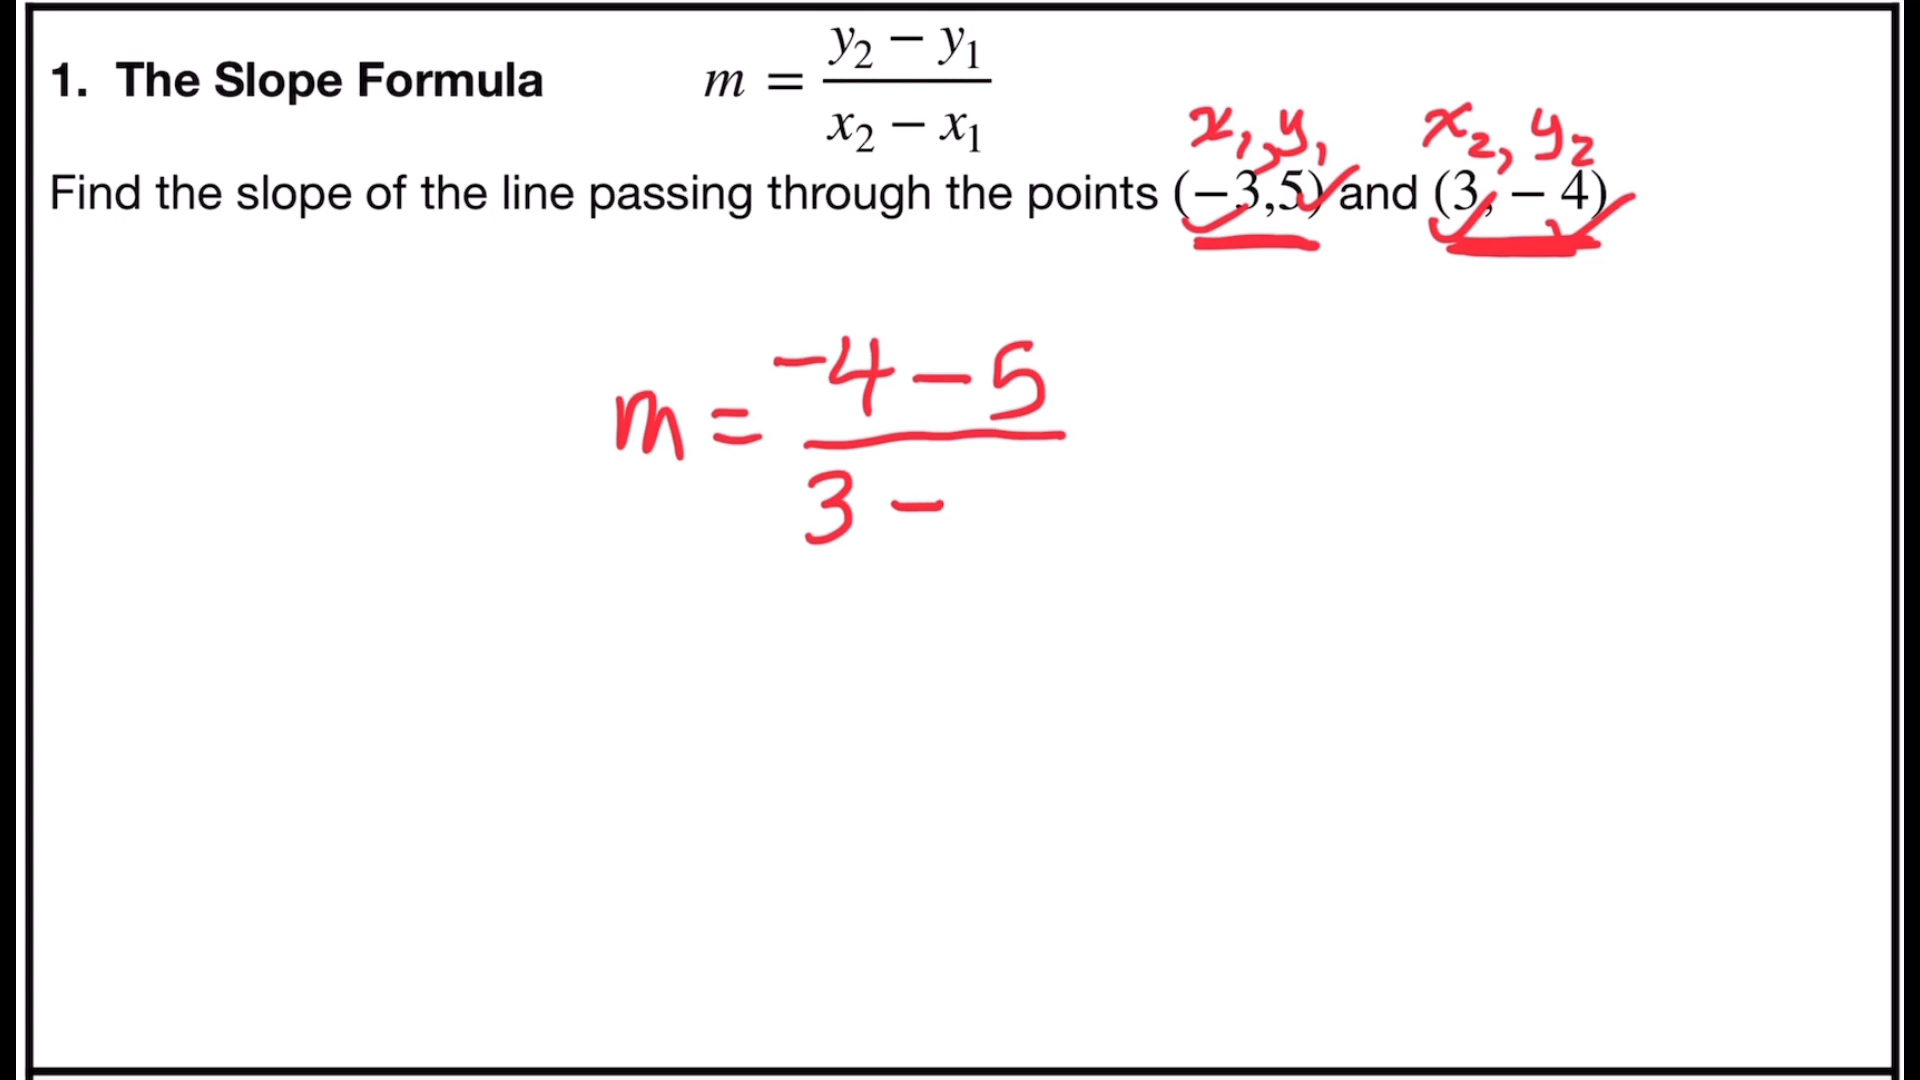 1. The Slope Formula m = y₂ − y₁ / x₂ − x₁
x₁, y₁ x₂, y₂
Find the slope of the line passing through the points (−3,5) and (3, − 4)
m = -4 - 5 / 3 -